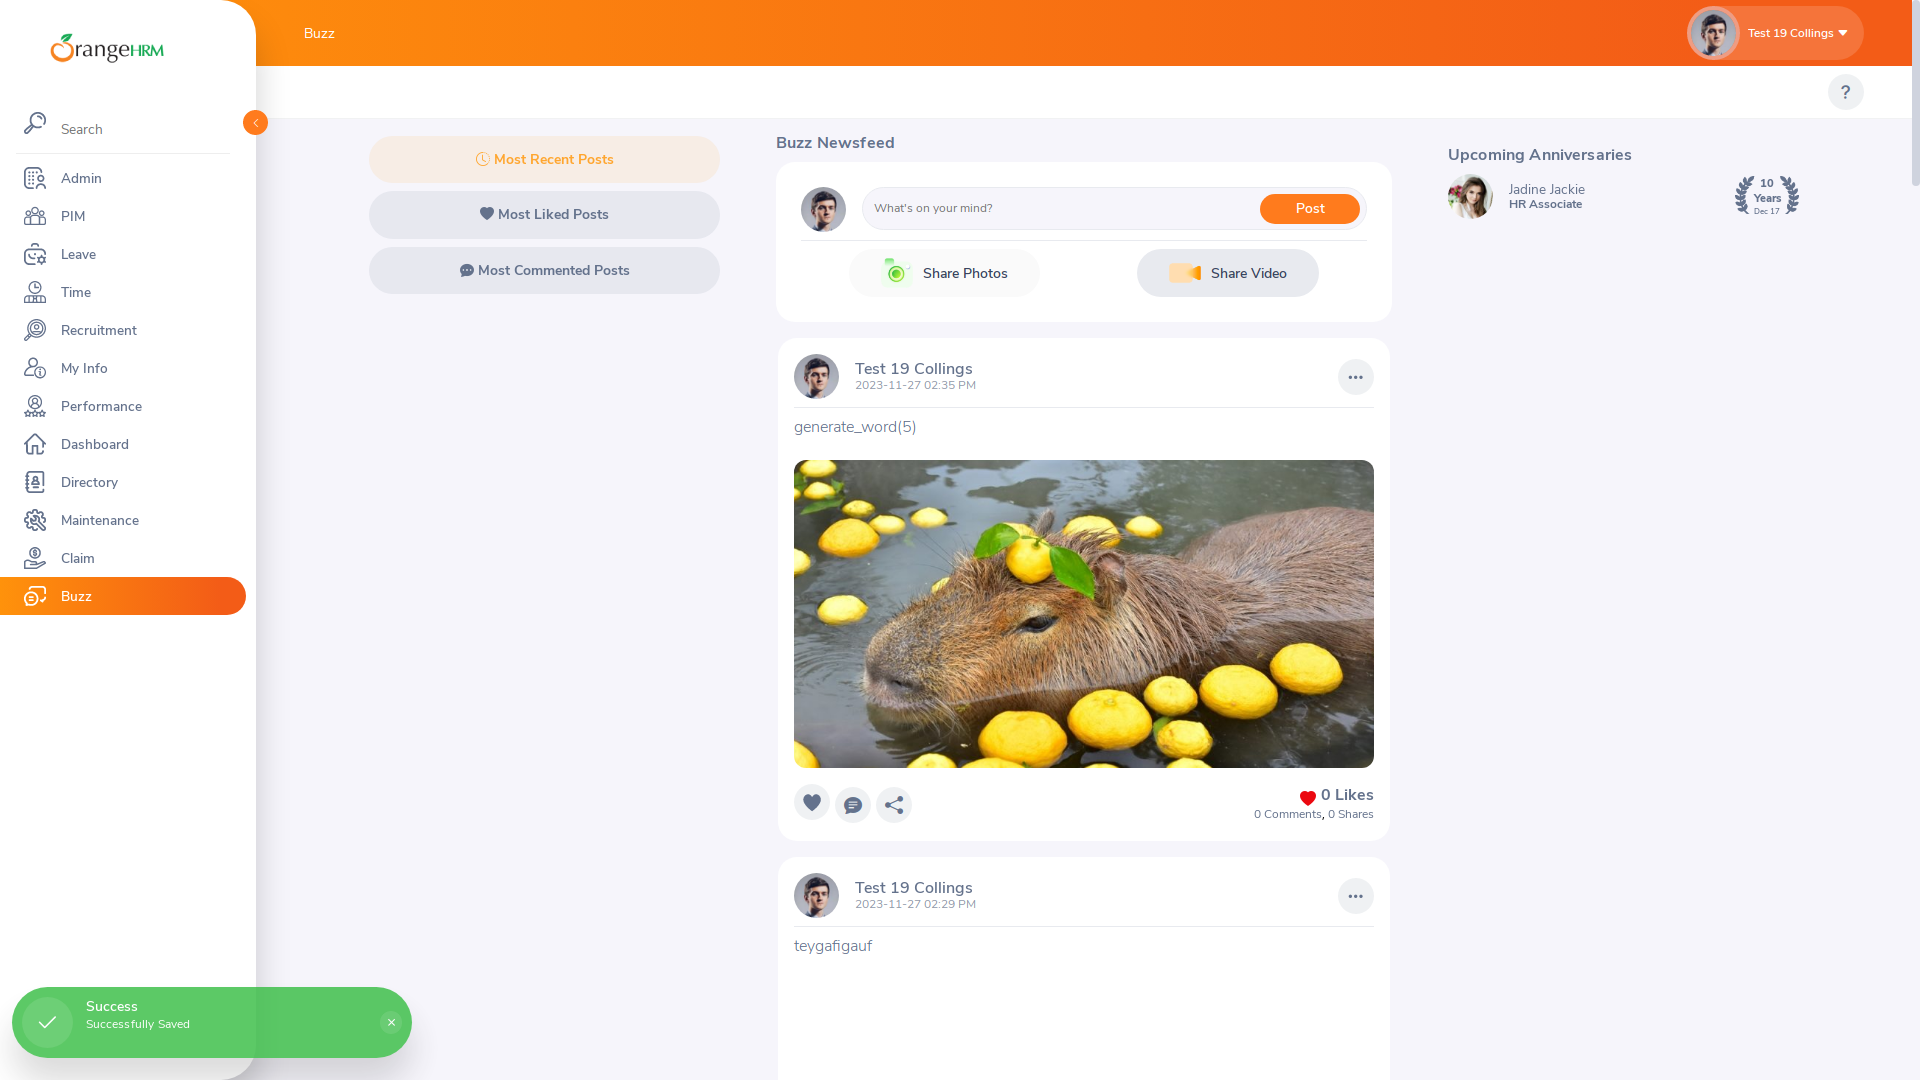 OrangeHRM
Search
Admin
PIM
Leave
Time
Recruitment
My Info
Performance
Dashboard
Directory
Maintenance
Claim
Buzz
Buzz
Test 19 Collings
?
Most Recent Posts
Most Liked Posts
Most Commented Posts
Buzz Newsfeed
What's on your mind?
Post
Share Photos
Share Video
Test 19 Collings
2023-11-27 02:35 PM
generate_word(5)
0 Likes
0 Comments, 0 Shares
Test 19 Collings
2023-11-27 02:29 PM
teygafigauf
Upcoming Anniversaries
Jadine Jackie
HR Associate
10
Years
Dec 17
Success
Successfully Saved